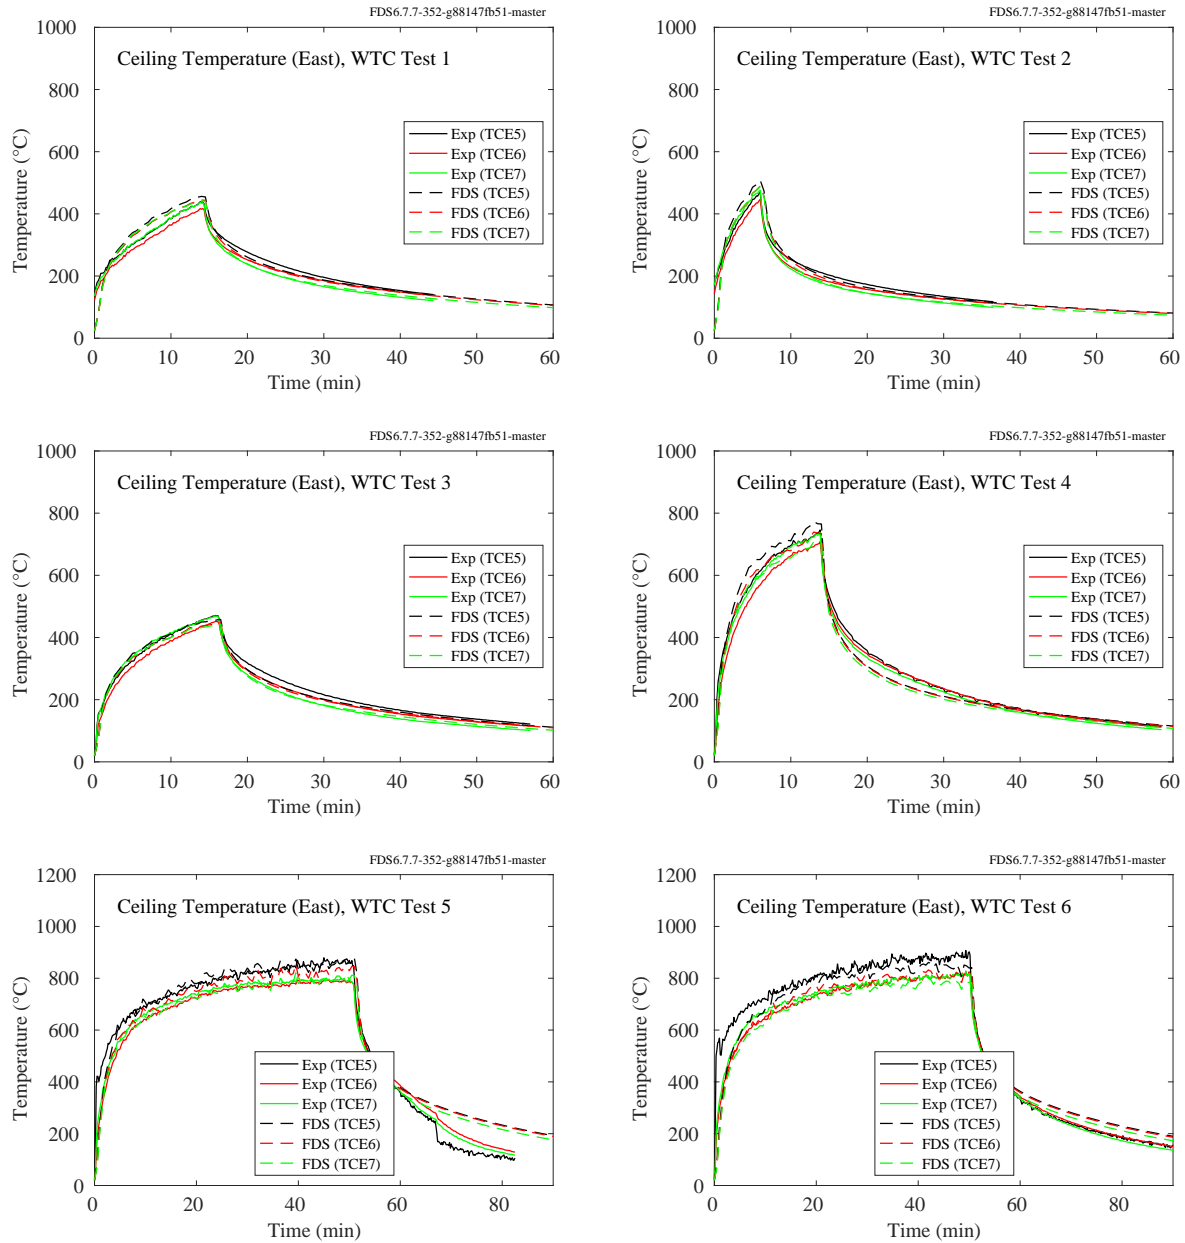 FDS6.7.7-352-g88147fb51-master
Ceiling Temperature (East), WTC Test 1
1000
800
600
400
200
0
Temperature (°C)
Exp (TCE5)
Exp (TCE6)
Exp (TCE7)
FDS (TCE5)
FDS (TCE6)
FDS (TCE7)
0 10 20 30 40 50 60
Time (min)
FDS6.7.7-352-g88147fb51-master
Ceiling Temperature (East), WTC Test 2
1000
800
600
400
200
0
Temperature (°C)
Exp (TCE5)
Exp (TCE6)
Exp (TCE7)
FDS (TCE5)
FDS (TCE6)
FDS (TCE7)
0 10 20 30 40 50 60
Time (min)
FDS6.7.7-352-g88147fb51-master
Ceiling Temperature (East), WTC Test 3
1000
800
600
400
200
0
Temperature (°C)
Exp (TCE5)
Exp (TCE6)
Exp (TCE7)
FDS (TCE5)
FDS (TCE6)
FDS (TCE7)
0 10 20 30 40 50 60
Time (min)
FDS6.7.7-352-g88147fb51-master
Ceiling Temperature (East), WTC Test 4
1000
800
600
400
200
0
Temperature (°C)
Exp (TCE5)
Exp (TCE6)
Exp (TCE7)
FDS (TCE5)
FDS (TCE6)
FDS (TCE7)
0 10 20 30 40 50 60
Time (min)
FDS6.7.7-352-g88147fb51-master
Ceiling Temperature (East), WTC Test 5
1200
1000
800
600
400
200
0
Temperature (°C)
Exp (TCE5)
Exp (TCE6)
Exp (TCE7)
FDS (TCE5)
FDS (TCE6)
FDS (TCE7)
0 20 40 60 80
Time (min)
FDS6.7.7-352-g88147fb51-master
Ceiling Temperature (East), WTC Test 6
1200
1000
800
600
400
200
0
Temperature (°C)
Exp (TCE5)
Exp (TCE6)
Exp (TCE7)
FDS (TCE5)
FDS (TCE6)
FDS (TCE7)
0 20 40 60 80
Time (min)